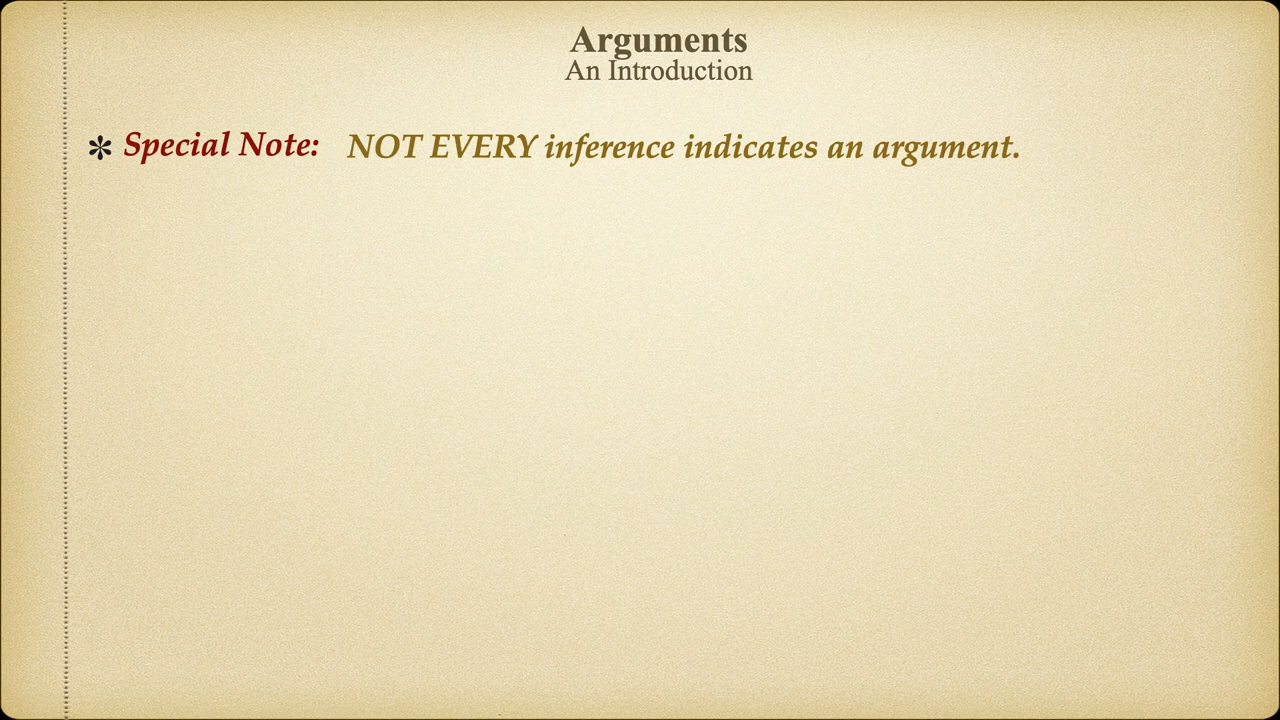 Arguments
An Introduction
✻ Special Note: NOT EVERY inference indicates an argument.